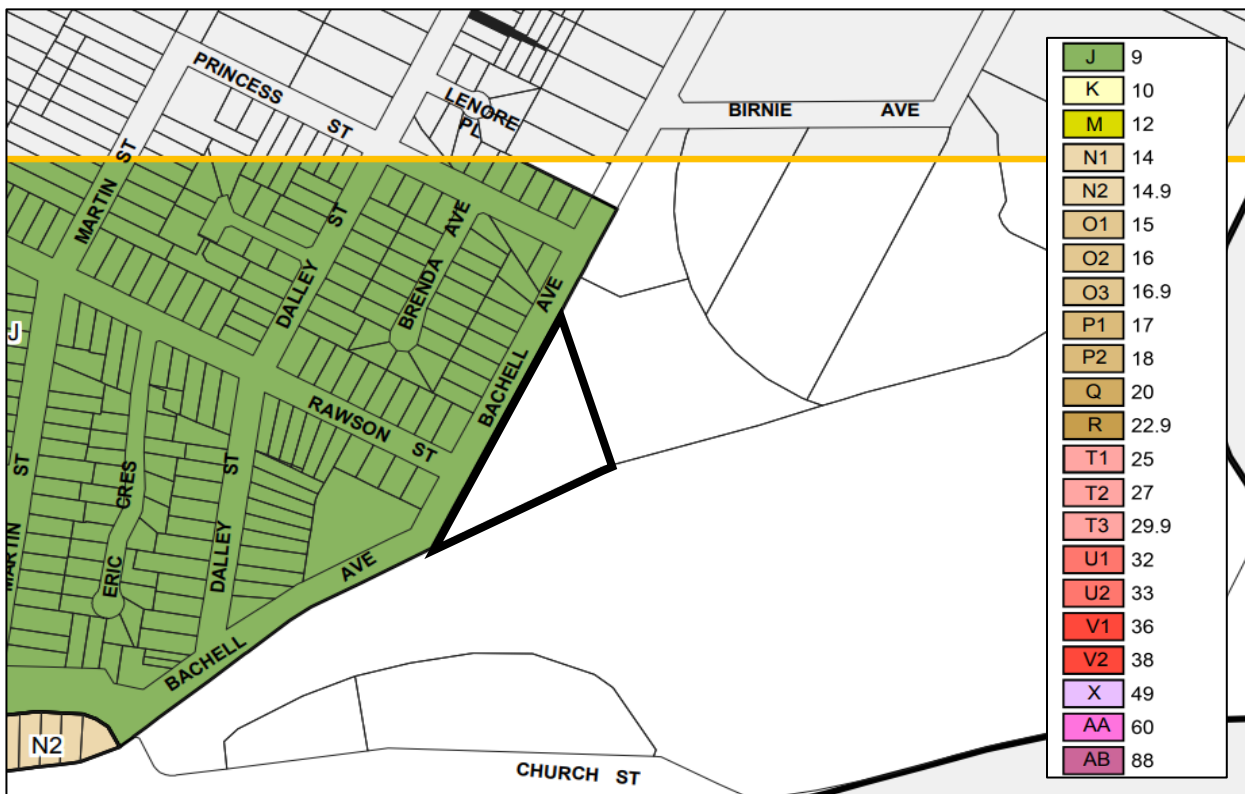 PRINCESS ST
LENORE PL
BIRNIE AVE
MARTIN ST
DALLEY ST
BRENDA AVE
BACHELL AVE
J
RAWSON ST
MARTIN ST
ERIC CRES
DALLEY ST
BACHELL AVE
N2
CHURCH ST
J 9
K 10
M 12
N1 14
N2 14.9
O1 15
O2 16
O3 16.9
P1 17
P2 18
Q 20
R 22.9
T1 25
T2 27
T3 29.9
U1 32
U2 33
V1 36
V2 38
X 49
AA 60
AB 88